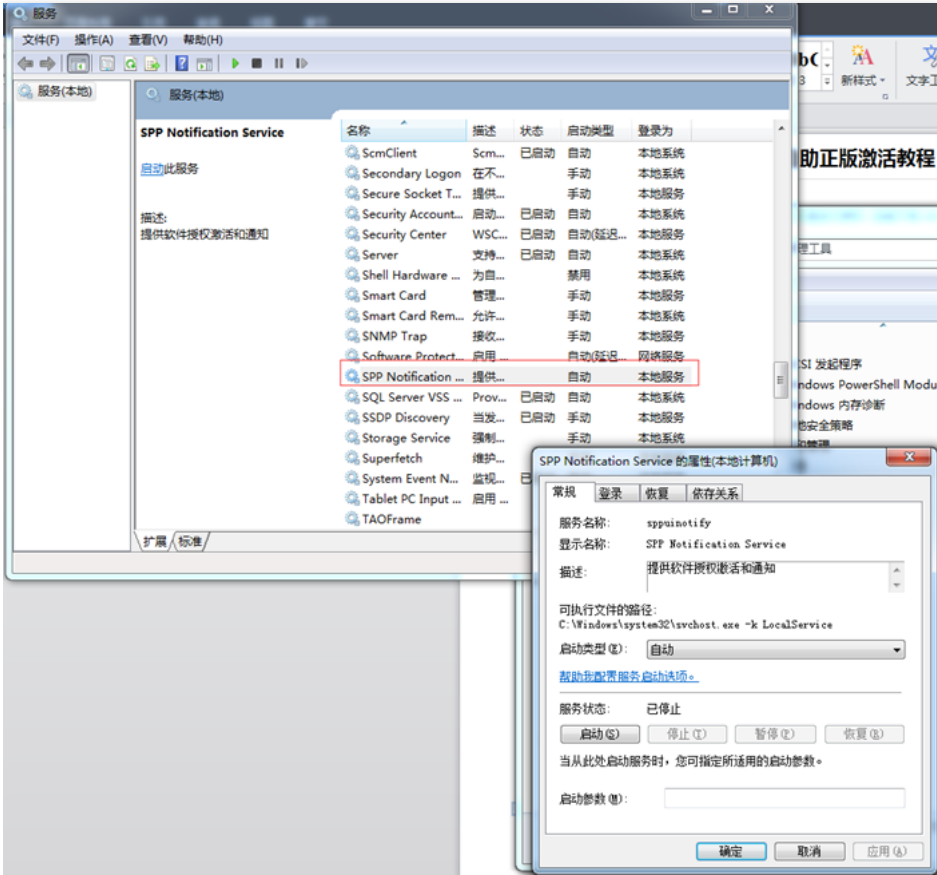 服务
文件(F) 操作(A) 查看(V) 帮助(H)
服务(本地)
服务(本地)
SPP Notification Service
启动此服务
描述:
提供软件授权激活和通知
名称 描述 状态 启动类型 登录为
ScmClient Scm... 已启动 自动 本地系统
Secondary Logon 在不... 手动 本地系统
Secure Socket T... 提供... 手动 本地服务
Security Account... 启动... 已启动 自动 本地系统
Security Center WSC... 已启动 自动(延迟... 本地服务
Server 支持... 已启动 自动 本地系统
Shell Hardware ... 为自... 禁用 本地系统
Smart Card 管理... 手动 本地服务
Smart Card Rem... 允许... 手动 本地系统
SNMP Trap 接收... 手动 本地服务
Software Protect... 启用 ... 自动(延迟... 网络服务
SPP Notification ... 提供... 自动 本地服务
SQL Server VSS ... Prov... 已启动 自动 本地系统
SSDP Discovery 当发... 已启动 手动 本地服务
Storage Service 强制... 手动 本地系统
Superfetch 维护...
System Event N... 监视...
Tablet PC Input ... 启用 ...
TAOFrame
扩展 标准
新样式
助正版激活教程
理工具
SI 发起程序
ndows PowerShell Modu
ndows 内存诊断
地安全策略
SPP Notification Service 的属性(本地计算机)
常规 登录 恢复 依存关系
服务名称: sppuinotify
显示名称: SPP Notification Service
描述: 提供软件授权激活和通知
可执行文件的路径:
C:\Windows\system32\svchost.exe -k LocalService
启动类型(E): 自动
帮助我配置服务启动选项。
服务状态: 已停止
启动(S) 停止(T) 暂停(P) 恢复(R)
当从此处启动服务时，您可指定所适用的启动参数。
启动参数(M):
确定 取消 应用(A)